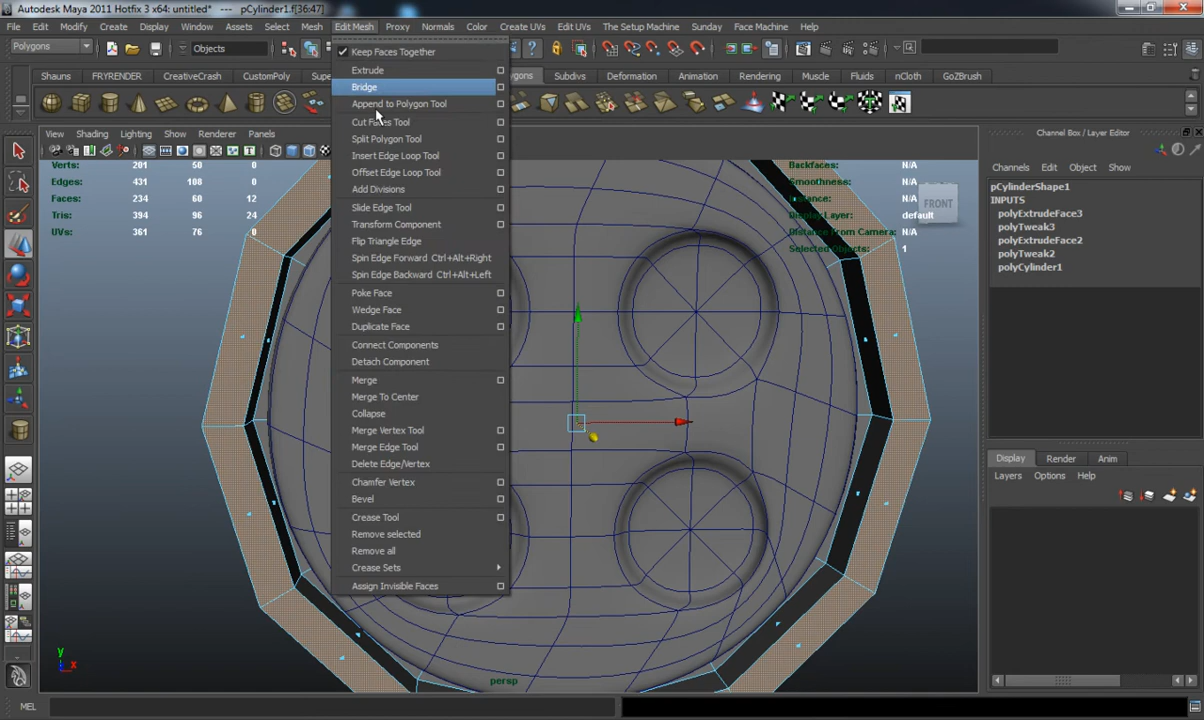 Autodesk Maya 2011 Hotfix 3 x64: untitled*   ---   pCylinder1.f[36:47]
File Edit Modify Create Display Window Assets Select Mesh Edit Mesh Proxy Normals Color Create UVs Edit UVs The Setup Machine Sunday Arnold Muscle Pipeline Help
Polygons Objects
Shauns FRYRENDER CreativeCrash CustomPoly Subdivs Deformation Animation Rendering Muscle Fluids nCloth GoZBrush
View Shading Lighting Show Renderer Panels
Verts: 201 50 0
Edges: 431 108 0
Faces: 234 60 12
Tris: 394 96 24
UVs: 361 76 0
Keep Faces Together
Extrude
Bridge
Append to Polygon Tool
Cut Faces Tool
Split Polygon Tool
Insert Edge Loop Tool
Offset Edge Loop Tool
Add Divisions
Slide Edge Tool
Transform Component
Flip Triangle Edge
Spin Edge Forward Ctrl+Alt+Right
Spin Edge Backward Ctrl+Alt+Left
Poke Face
Wedge Face
Duplicate Face
Connect Components
Detach Component
Merge
Merge To Center
Collapse
Merge Vertex Tool
Merge Edge Tool
Delete Edge/Vertex
Chamfer Vertex
Bevel
Crease Tool
Remove selected
Remove all
Crease Sets
Assign Invisible Faces
Backfaces: N/A
Smoothness: N/A
Instance: N/A
Display Layer: default
Distance From Camera: N/A
Selected Objects: 1
FRONT
y
x
persp
Channel Box / Layer Editor
Channels Edit Object Show
pCylinderShape1
INPUTS
polyExtrudeFace3
polyTweak3
polyExtrudeFace2
polyTweak2
polyCylinder1
Display Render Anim
Layers Options Help
MEL